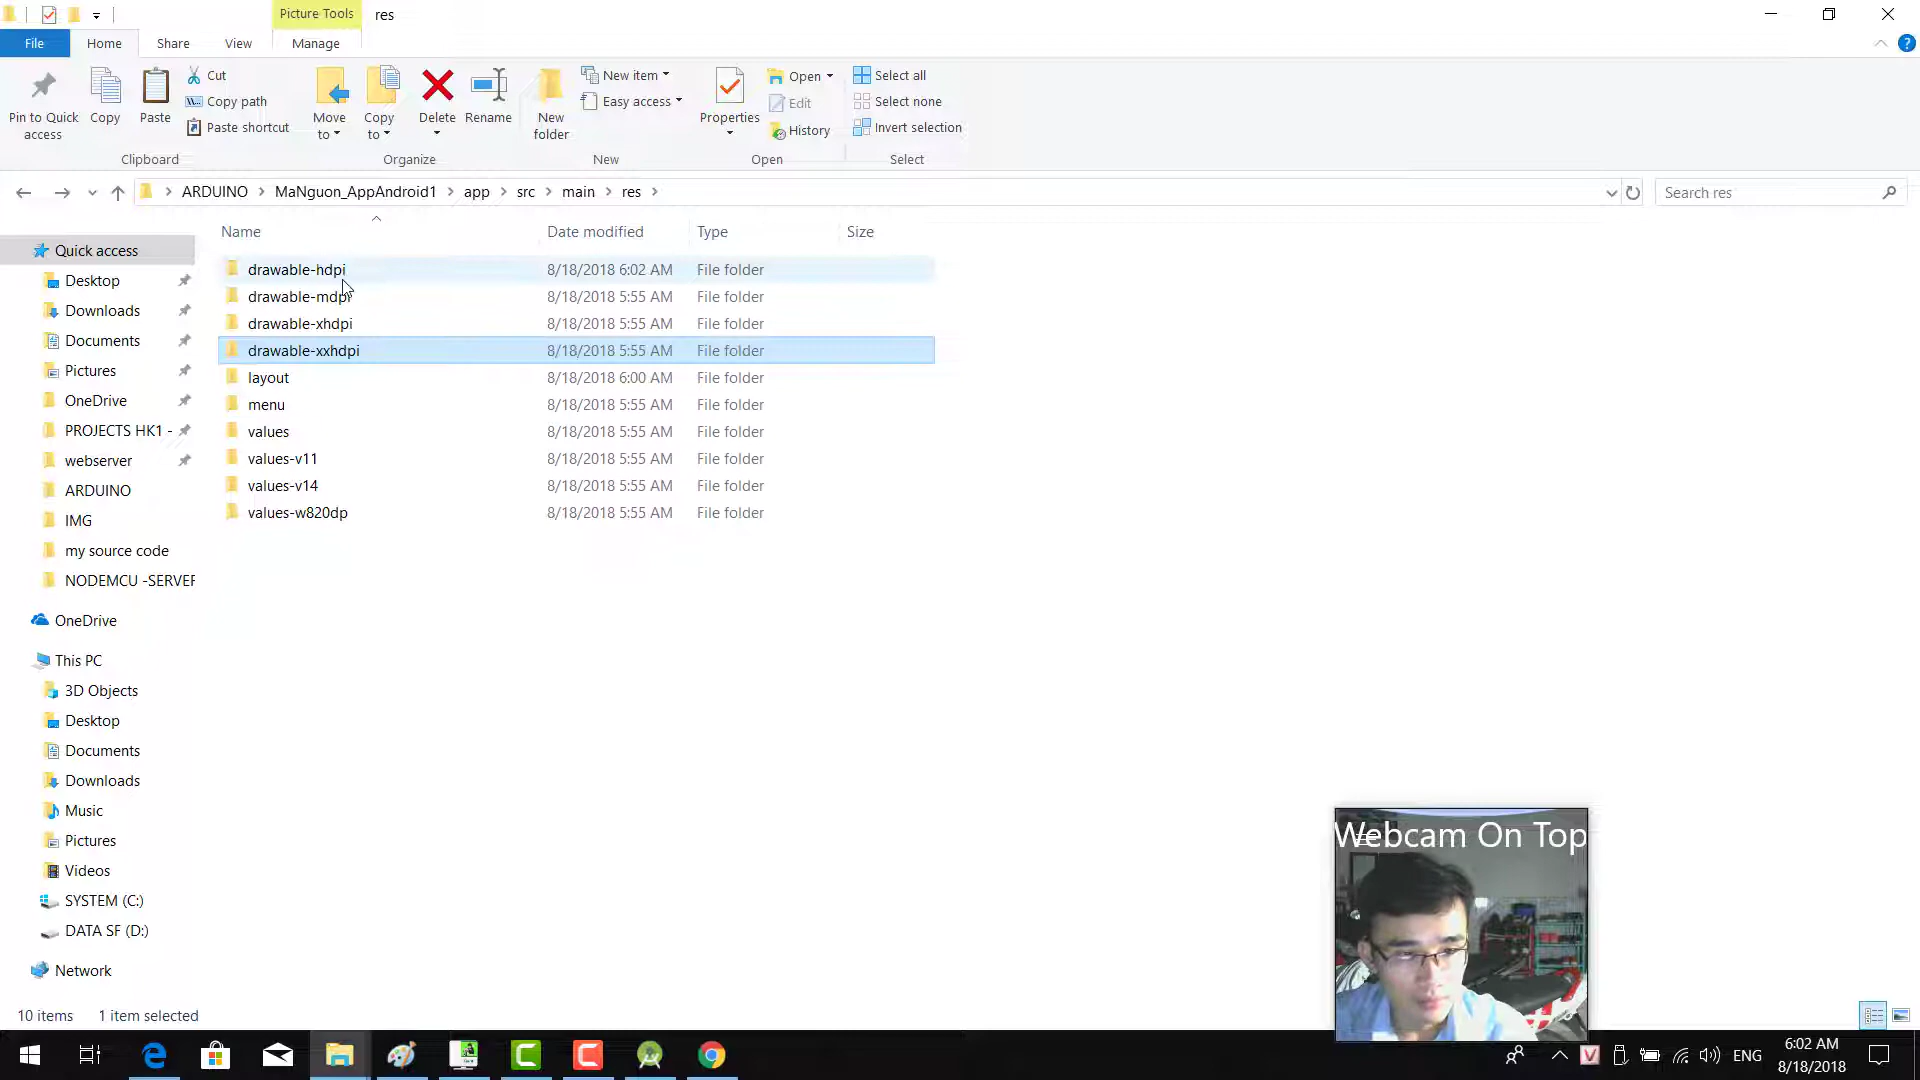 Picture Tools
res
File
Home
Share
View
Manage
Pin to Quick access
Copy
Paste
Cut
Copy path
Paste shortcut
Clipboard
Move to
Copy to
Delete
Rename
Organize
New folder
New item
Easy access
New
Properties
Open
Edit
History
Open
Select all
Select none
Invert selection
Select
ARDUINO > MaNguon_AppAndroid1 > app > src > main > res >
Search res
Name
Date modified
Type
Size
drawable-hdpi 8/18/2018 6:02 AM File folder
drawable-mdpi 8/18/2018 5:55 AM File folder
drawable-xhdpi 8/18/2018 5:55 AM File folder
drawable-xxhdpi 8/18/2018 5:55 AM File folder
layout 8/18/2018 6:00 AM File folder
menu 8/18/2018 5:55 AM File folder
values 8/18/2018 5:55 AM File folder
values-v11 8/18/2018 5:55 AM File folder
values-v14 8/18/2018 5:55 AM File folder
values-w820dp 8/18/2018 5:55 AM File folder
Quick access
Desktop
Downloads
Documents
Pictures
OneDrive
PROJECTS HK1 -
webserver
ARDUINO
IMG
my source code
NODEMCU -SERVER
OneDrive
This PC
3D Objects
Desktop
Documents
Downloads
Music
Pictures
Videos
SYSTEM (C:)
DATA SF (D:)
Network
Webcam On Top
10 items
1 item selected
ENG
6:02 AM
8/18/2018